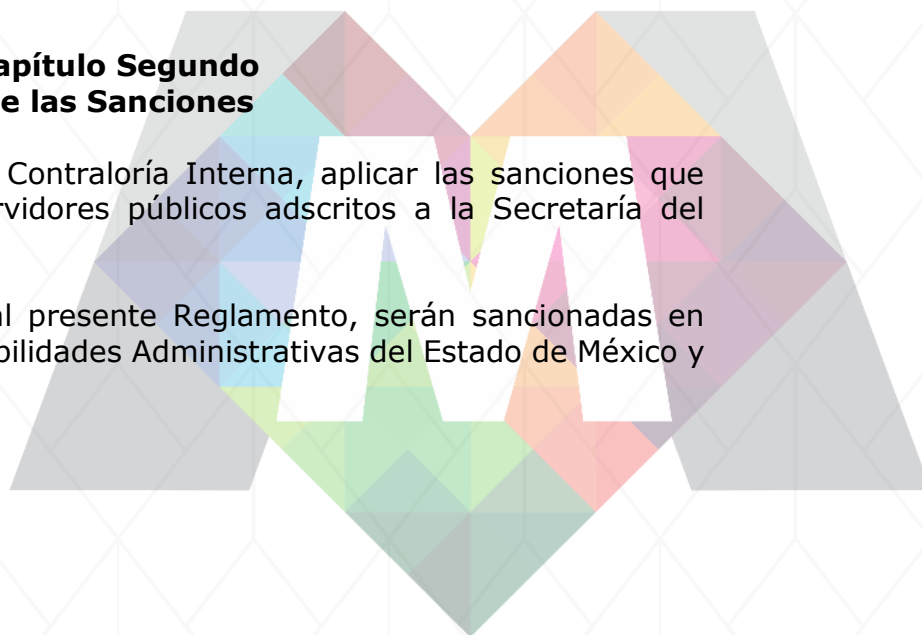 apítulo Segundo
e las Sanciones
Contraloría Interna, aplicar las sanciones que
rvidores públicos adscritos a la Secretaría del
al presente Reglamento, serán sancionadas en
bilidades Administrativas del Estado de México y
M